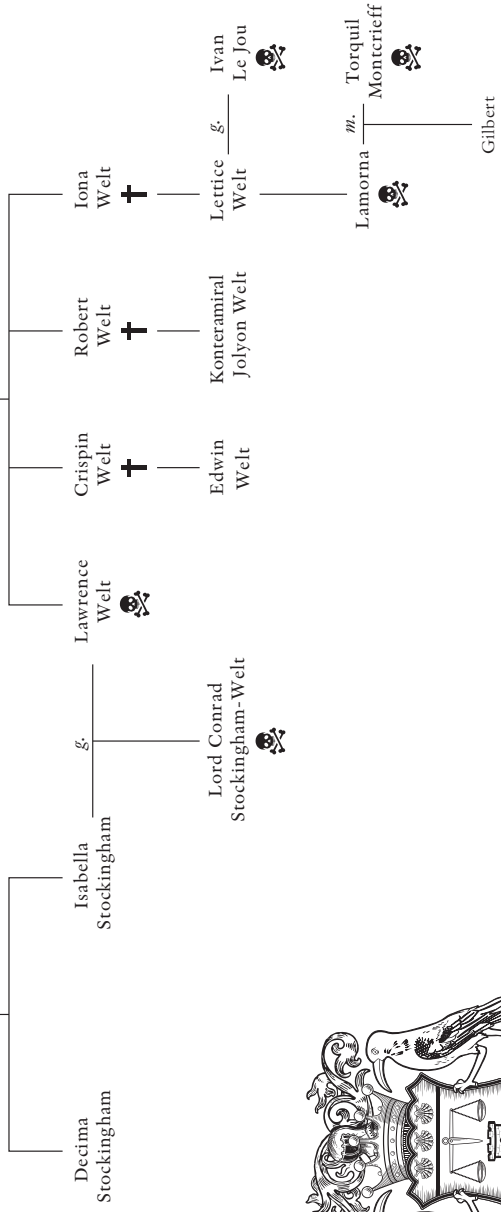 Decima
Stockingham
Isabella
Stockingham
g.
Lawrence
Welt
Crispin
Welt
Robert
Welt
Iona
Welt
Lord Conrad
Stockingham-Welt
Edwin
Welt
Konteramiral
Jolyon Welt
Lettice
Welt
g.
Ivan
Le Jou
Lamorna
m.
Torquil
Montcrieff
Gilbert